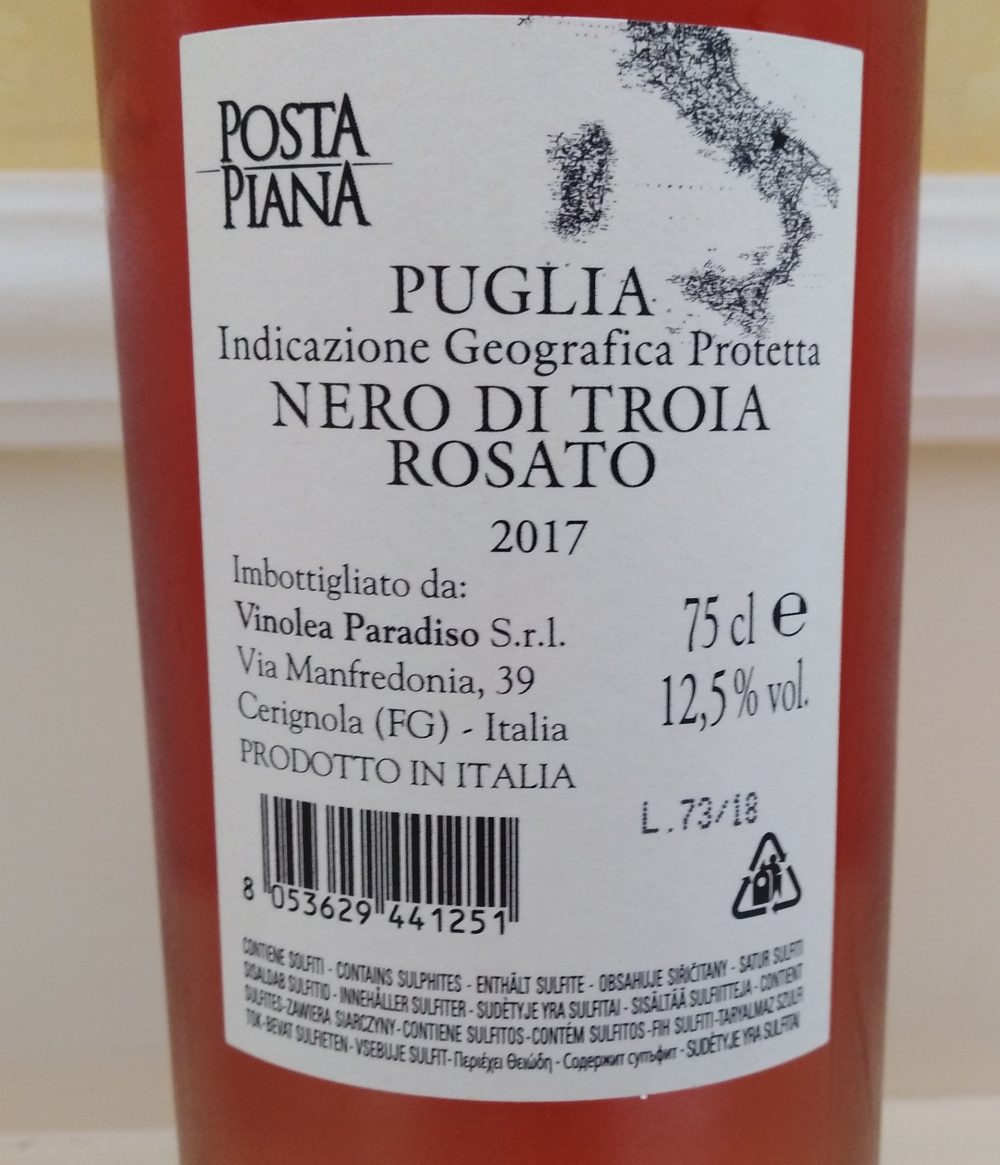 POSTA
PIANA
PUGLIA
Indicazione Geografica Protetta
NERO DI TROIA
ROSATO
2017
Imbottigliato da:
Vinolea Paradiso S.r.l.
Via Manfredonia, 39
Cerignola (FG) - Italia
PRODOTTO IN ITALIA
75 cl e
12,5% vol.
L.73/18
8 053629 441251
CONTIENE SOLFITI - CONTAINS SULPHITES - ENTHÄLT SULFITE - OBSAHUJE SIŘIČITANY - SATUR SULFITI
SISALDAB SULFITID - INNEHÅLLER SULFITER - SUDĖTYJE YRA SULFITAI - SISÄLTÄÄ SULFIITTEJA - CONTIENT
SULFITES-ZAWIERA SIARCZYNY-CONTIENE SULFITOS-CONTÉM SULFITOS-FIH SULFITI-TARYALMAZ SZULFI
TOK-BEVAT SULFIETEN-VSEBUJE SULFIT-Περιέχει Θειώδη - Содержит сутьфит - SUDĖTYJE YRA SULFITAI